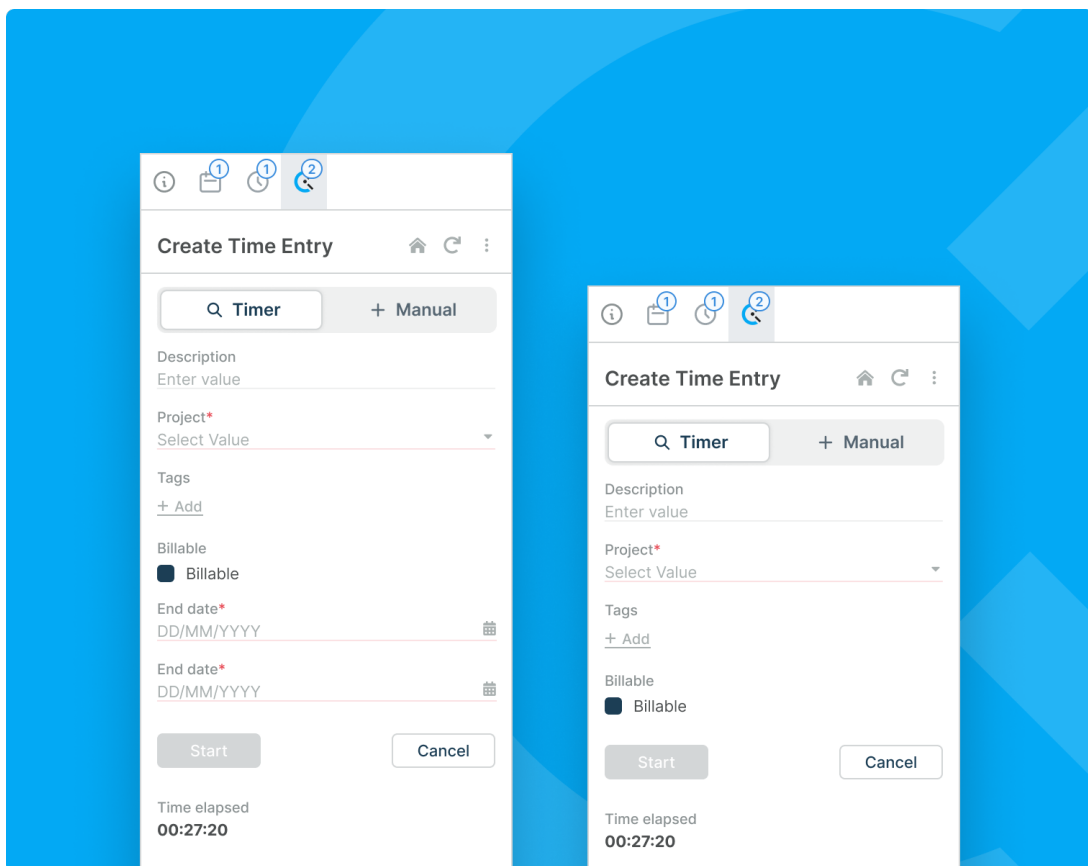 1 1 2
Create Time Entry
Timer + Manual
Description
Enter value
Project*
Select Value
Tags
+ Add
Billable
Billable
End date*
DD/MM/YYYY
End date*
DD/MM/YYYY
Start Cancel
Time elapsed
00:27:20
1 1 2
Create Time Entry
Timer + Manual
Description
Enter value
Project*
Select Value
Tags
+ Add
Billable
Billable
Start Cancel
Time elapsed
00:27:20